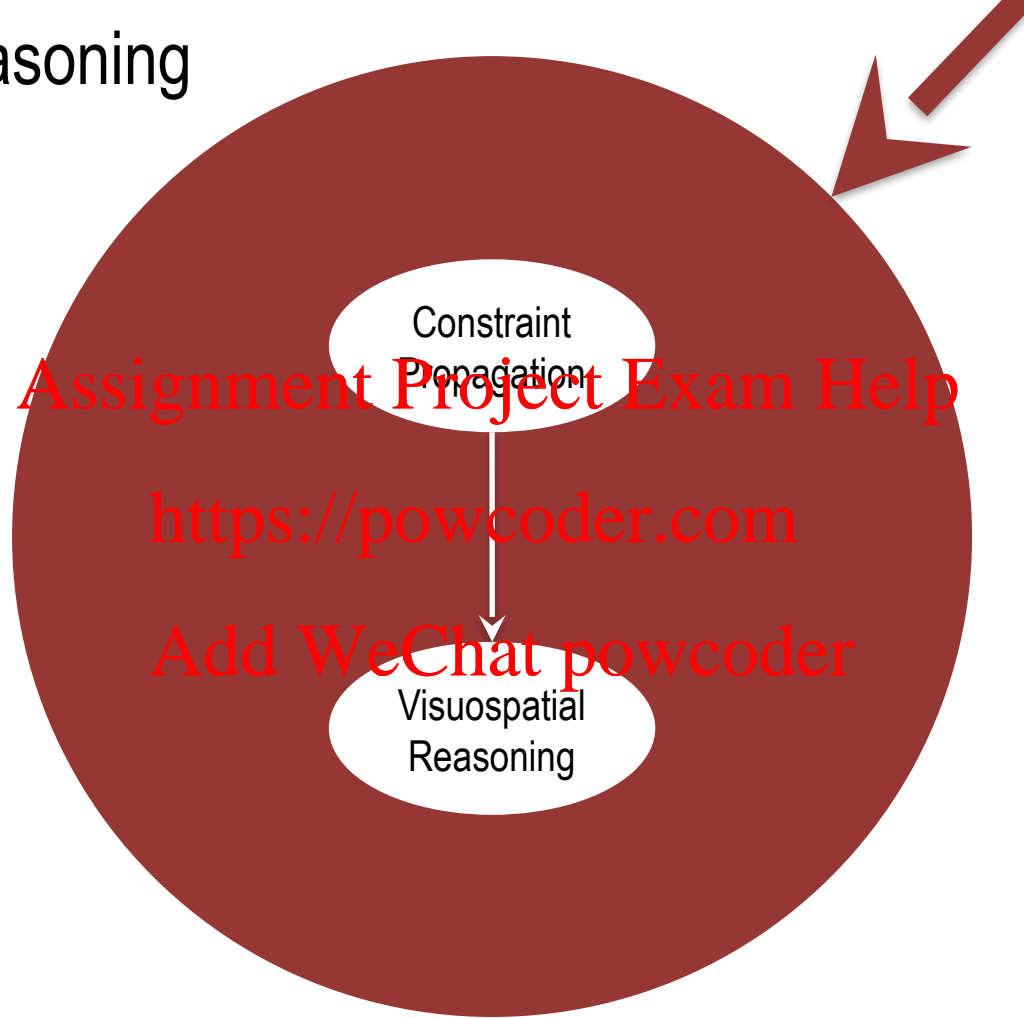 asoning
Constraint
Propagation
Assignment Project Exam Help
https://powcoder.com
Add WeChat powcoder
Visuospatial
Reasoning